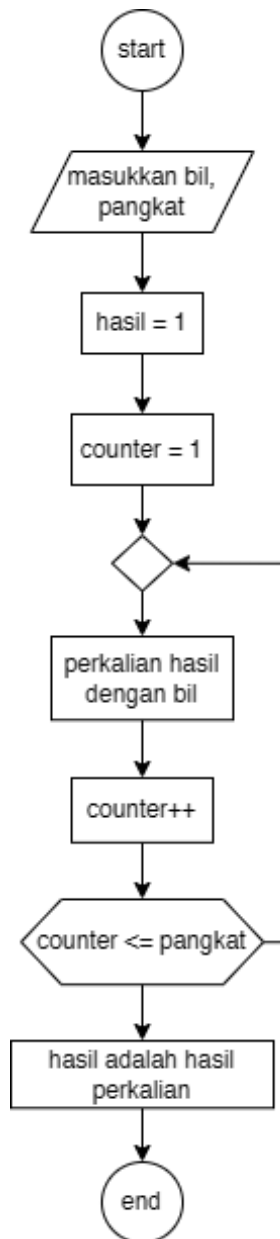 start
masukkan bil,
pangkat
hasil = 1
counter = 1
perkalian hasil
dengan bil
counter++
counter <= pangkat
hasil adalah hasil
perkalian
end